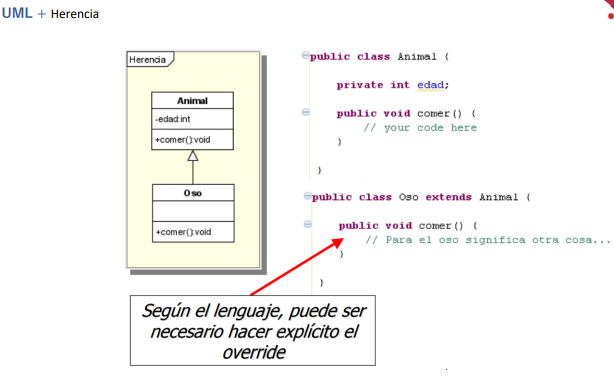 UML + Herencia
Herencia
Animal
-edad:int
+comer():void
Oso
+comer():void
public class Animal {
private int edad;
public void comer() {
// your code here
}
}
public class Oso extends Animal {
public void comer() {
// Para el oso significa otra cosa...
}
}
Según el lenguaje, puede ser
necesario hacer explícito el
override